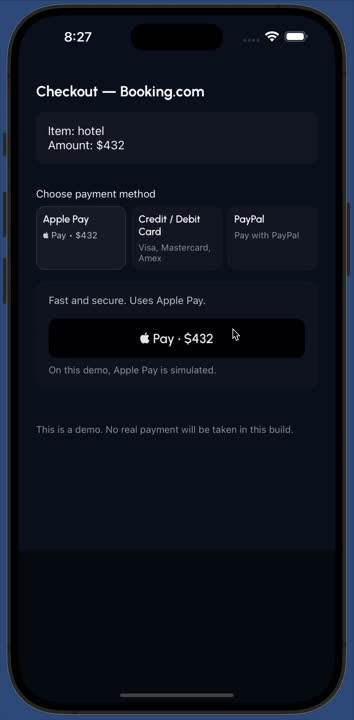 8:27
Checkout — Booking.com
Item: hotel
Amount: $432
Choose payment method
Apple Pay
 Pay • $432
Credit / Debit
Card
Visa, Mastercard,
Amex
PayPal
Pay with PayPal
Fast and secure. Uses Apple Pay.
 Pay · $432
On this demo, Apple Pay is simulated.
This is a demo. No real payment will be taken in this build.